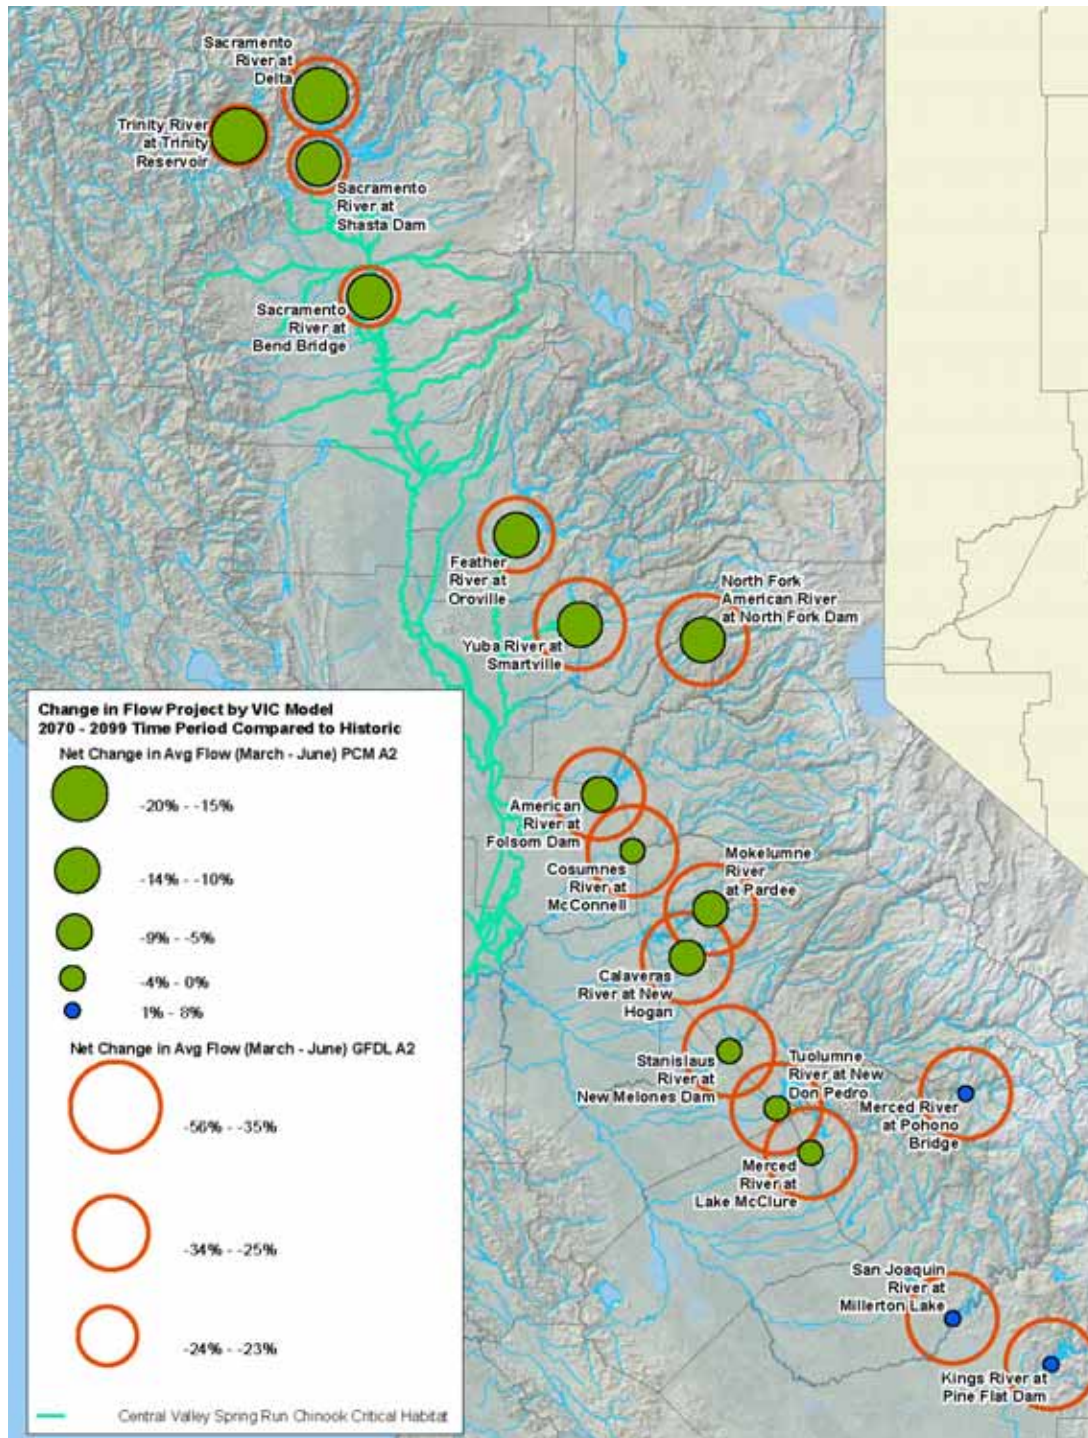 Sacramento
River at
Delta
Trinity River
at Trinity
Reservoir
Sacramento
River at
Shasta Dam
Sacramento
River at
Bend Bridge
Feather
River at
Oroville
North Fork
American River
at North Fork Dam
Yuba River at
Smartville
American
River at
Folsom Dam
Cosumnes
River at
McConnell
Mokelumne
River
at Pardee
Calaveras
River at New
Hogan
Stanislaus
River at
New Melones Dam
Tuolumne
River at New
Don Pedro
Merced River
at Pohono
Bridge
Merced
River at
Lake McClure
San Joaquin
River at
Millerton Lake
Kings River at
Pine Flat Dam
Change in Flow Project by VIC Model
2070 - 2099 Time Period Compared to Historic
Net Change in Avg Flow (March - June) PCM A2
-20% - -15%
-14% - -10%
-9% - -5%
-4% - 0%
1% - 8%
Net Change in Avg Flow (March - June) GFDL A2
-56% - -35%
-34% - -25%
-24% - -23%
Central Valley Spring Run Chinook Critical Habitat